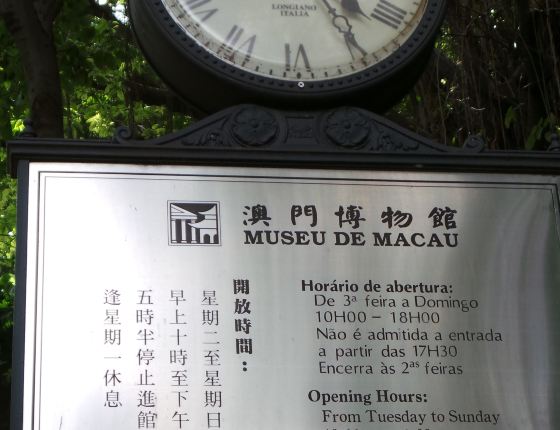 LONGIANO
ITALIA
澳門博物館
MUSEU DE MACAU
開放時間：
星期二至星期日
早上十時至下午
五時半停止進館
逢星期一休息
Horário de abertura:
De 3ª feira a Domingo
10H00 – 18H00
Não é admitida a entrada
a partir das 17H30
Encerra às 2ªˢ feiras
Opening Hours:
From Tuesday to Sunday